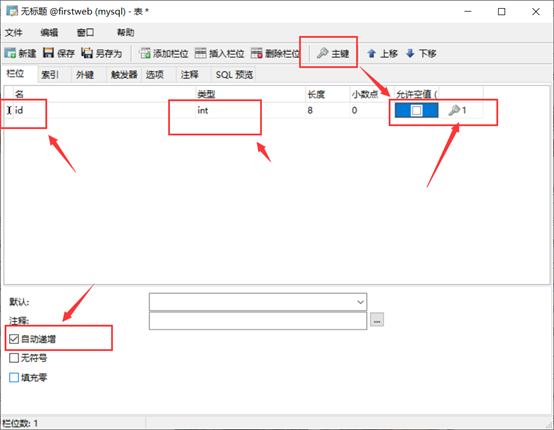 无标题 @firstweb (mysql) - 表 *
文件 编辑 窗口 帮助
新建 保存 另存为 添加栏位 插入栏位 删除栏位 主键 上移 下移
栏位 索引 外键 触发器 选项 注释 SQL 预览
名 类型 长度 小数点 允许空值 (
id int 8 0 1
默认:
注释: ...
自动递增
无符号
填充零
栏位数: 1